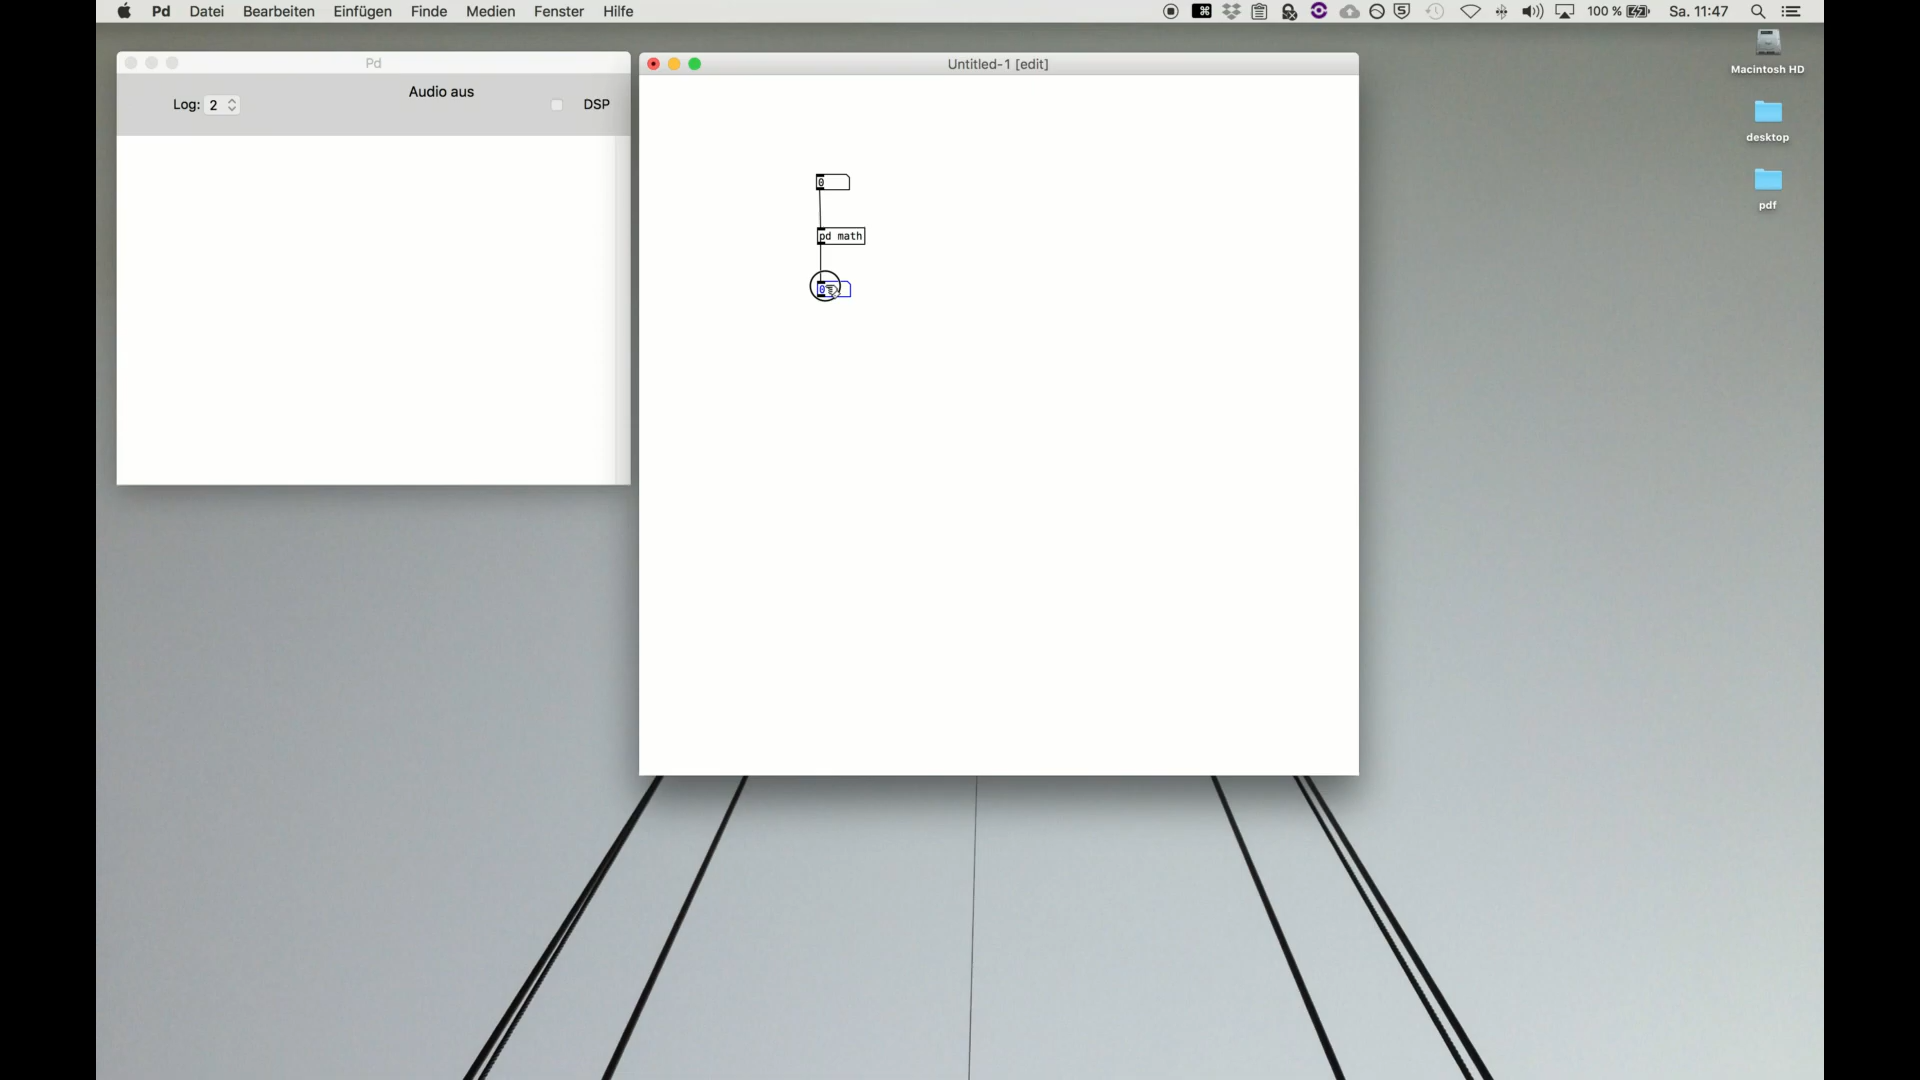 Pd Datei Bearbeiten Einfügen Finde Medien Fenster Hilfe 100 % Sa. 11:47
Pd
Log: 2
Audio aus
DSP
Untitled-1 [edit]
0
pd math
0
Macintosh HD
desktop
pdf